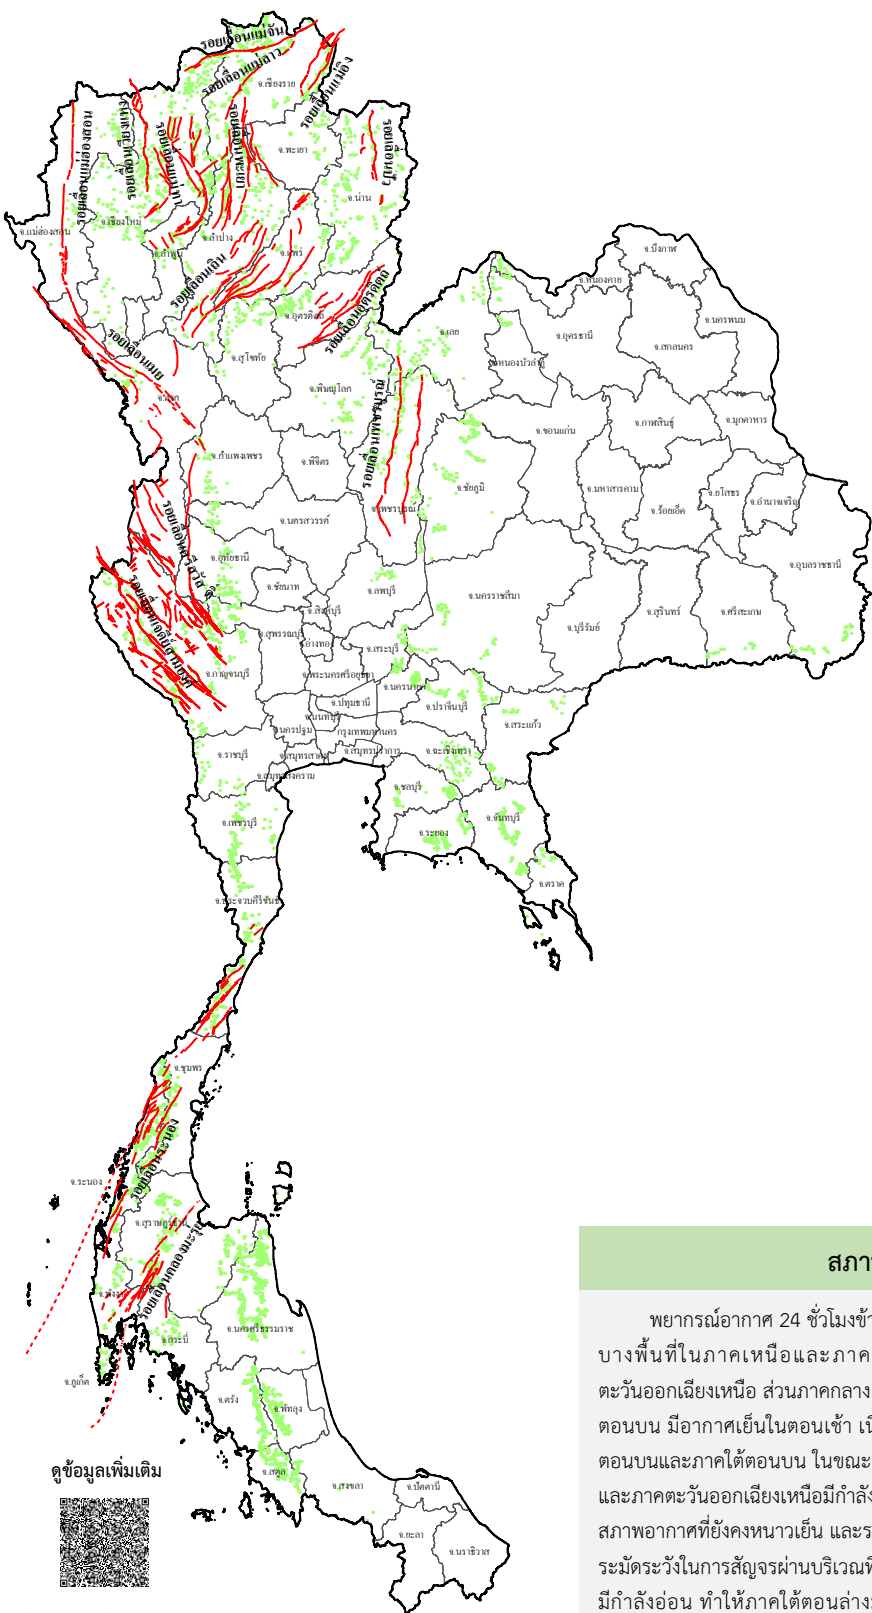 รอยเลื่อนแม่จัน
รอยเลื่อนแม่ลาว
จ.เชียงราย
รอยเลื่อนแม่อิง
รอยเลื่อนแม่ฮ่องสอน
รอยเลื่อนแม่ทา
รอยเลื่อนพะเยา
จ.พะเยา
รอยเลื่อนปัว
จ.น่าน
จ.แม่ฮ่องสอน
จ.เชียงใหม่
จ.ลำปาง
จ.ลำพูน
จ.แพร่
รอยเลื่อนเถิน
จ.อุตรดิตถ์
รอยเลื่อนอุตรดิตถ์
จ.บึงกาฬ
จ.หนองคาย
จ.นครพนม
จ.เลย
จ.อุดรธานี
จ.สกลนคร
รอยเลื่อนเมย
จ.สุโขทัย
จ.ตาก
จ.พิษณุโลก
รอยเลื่อนเพชรบูรณ์
จ.ขอนแก่น
จ.กาฬสินธุ์
จ.มุกดาหาร
จ.กำแพงเพชร
จ.พิจิตร
จ.ชัยภูมิ
จ.มหาสารคาม
จ.ร้อยเอ็ด
จ.ยโสธร
จ.อำนาจเจริญ
จ.เพชรบูรณ์
จ.นครสวรรค์
จ.อุทัยธานี
จ.อุบลราชธานี
จ.ชัยนาท
จ.ลพบุรี
จ.นครราชสีมา
จ.บุรีรัมย์
จ.สุรินทร์
จ.ศรีสะเกษ
รอยเลื่อนเจดีย์สามองค์
จ.สิงห์บุรี
จ.สุพรรณบุรี
จ.อ่างทอง
จ.สระบุรี
จ.กาญจนบุรี
จ.พระนครศรีอยุธยา
จ.นครนายก
จ.ปทุมธานี
จ.ปราจีนบุรี
จ.นนทบุรี
จ.สระแก้ว
จ.นครปฐม
กรุงเทพมหานคร
จ.ราชบุรี
จ.สมุทรสาคร
จ.สมุทรปราการ
จ.ฉะเชิงเทรา
จ.สมุทรสงคราม
จ.ชลบุรี
จ.เพชรบุรี
จ.ระยอง
จ.จันทบุรี
จ.ตราด
จ.ประจวบคีรีขันธ์
จ.ชุมพร
รอยเลื่อนระนอง
จ.ระนอง
จ.สุราษฎร์ธานี
รอยเลื่อนคลองมะรุ่ย
จ.พังงา
จ.กระบี่
จ.นครศรีธรรมราช
จ.ภูเก็ต
จ.ตรัง
จ.พัทลุง
จ.สตูล
จ.สงขลา
จ.ปัตตานี
จ.ยะลา
จ.นราธิวาส
ดูข้อมูลเพิ่มเติม
สภา
พยากรณ์อากาศ 24 ชั่วโมงข้า
บางพื้นที่ในภาคเหนือและภาค
ตะวันออกเฉียงเหนือ ส่วนภาคกลาง
ตอนบน มีอากาศเย็นในตอนเช้า เนื
ตอนบนและภาคใต้ตอนบน ในขณะ
และภาคตะวันออกเฉียงเหนือมีกำลัง
สภาพอากาศที่ยังคงหนาวเย็น และร
ระมัดระวังในการสัญจรผ่านบริเวณที่
มีกำลังอ่อน ทำให้ภาคใต้ตอนล่าง